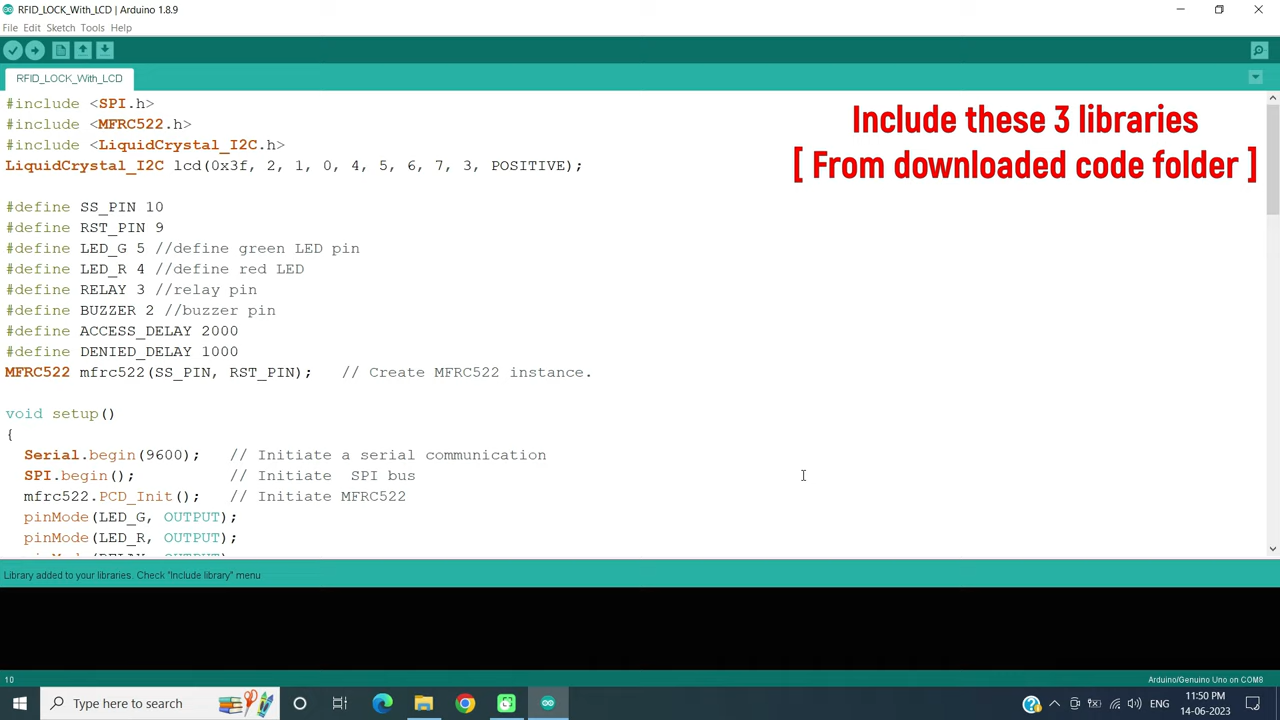 RFID_LOCK_With_LCD | Arduino 1.8.9
File Edit Sketch Tools Help
RFID_LOCK_With_LCD
#include <SPI.h>
#include <MFRC522.h>
#include <LiquidCrystal_I2C.h>
LiquidCrystal_I2C lcd(0x3f, 2, 1, 0, 4, 5, 6, 7, 3, POSITIVE);
Include these 3 libraries
[ From downloaded code folder ]
#define SS_PIN 10
#define RST_PIN 9
#define LED_G 5 //define green LED pin
#define LED_R 4 //define red LED
#define RELAY 3 //relay pin
#define BUZZER 2 //buzzer pin
#define ACCESS_DELAY 2000
#define DENIED_DELAY 1000
MFRC522 mfrc522(SS_PIN, RST_PIN);   // Create MFRC522 instance.
void setup()
{
Serial.begin(9600);   // Initiate a serial communication
SPI.begin();          // Initiate  SPI bus
mfrc522.PCD_Init();   // Initiate MFRC522
pinMode(LED_G, OUTPUT);
pinMode(LED_R, OUTPUT);
Library added to your libraries. Check "Include library" menu
10
Arduino/Genuino Uno on COM8
Type here to search
ENG
11:50 PM
14-06-2023